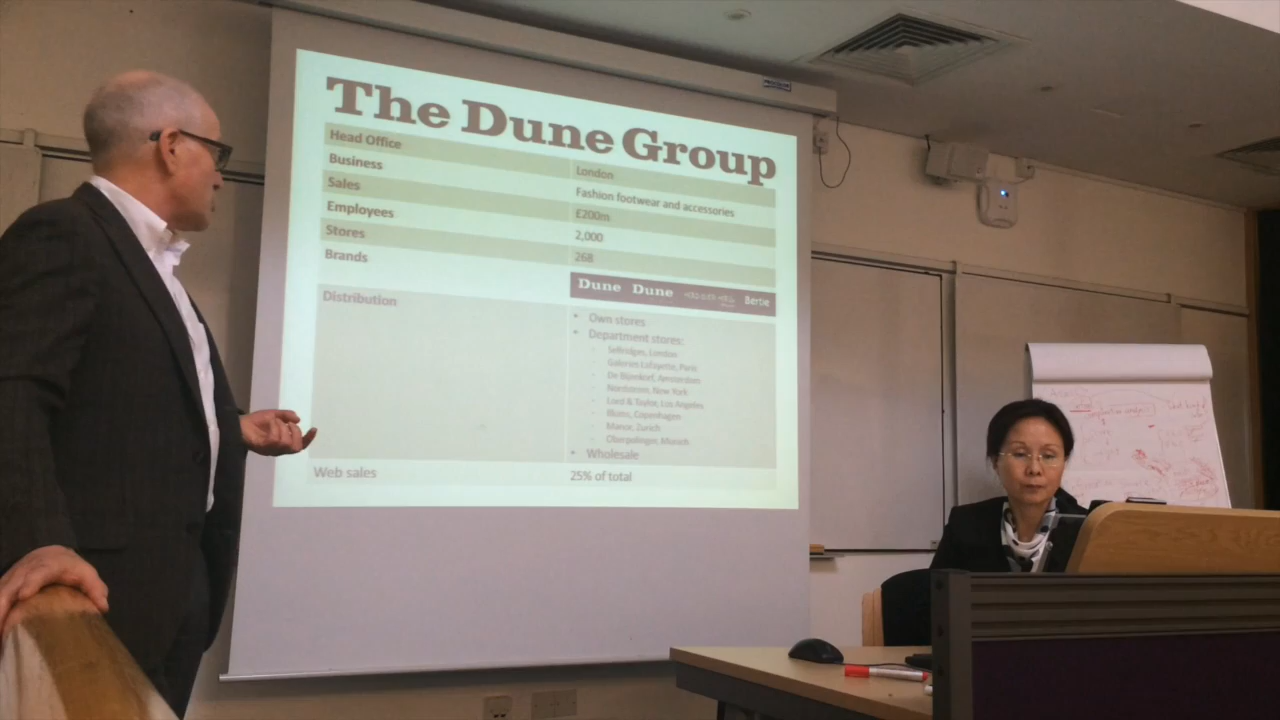 The Dune Group
Head Office London
Business Fashion footwear and accessories
Sales £200m
Employees 2,000
Stores 268
Brands Dune Dune Bertie
Distribution
• Own stores
• Department stores:
- Selfridges, London
- Galeries Lafayette, Paris
- De Bijenkorf, Amsterdam
- Nordstrom, New York
- Lord & Taylor, Los Angeles
- Illums, Copenhagen
- Manor, Zurich
- Oberpollinger, Munich
• Wholesale
Web sales 25% of total